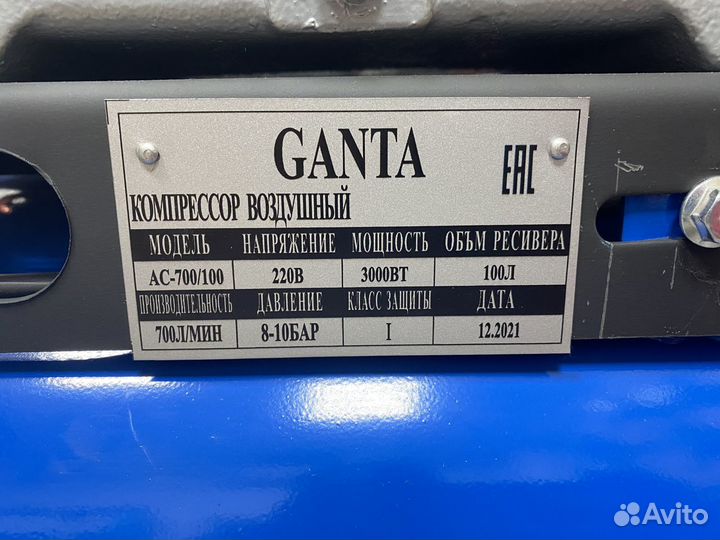 GANTA
EAC
КОМПРЕССОР ВОЗДУШНЫЙ
МОДЕЛЬ НАПРЯЖЕНИЕ МОЩНОСТЬ ОБЪМ РЕСИВЕРА
АС-700/100 220В 3000ВТ 100Л
ПРОИЗВОДИТЕЛЬНОСТЬ ДАВЛЕНИЕ КЛАСС ЗАЩИТЫ ДАТА
700Л/МИН 8-10БАР I 12.2021
Avito